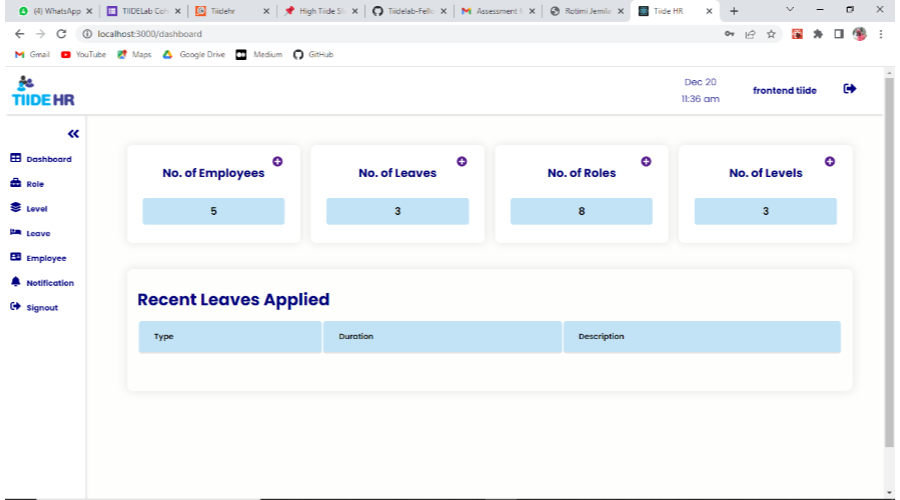 (4) WhatsApp
TIIDELab Coh
Tiidehr
High Tiide Sl
Tiidelab-Fello
Assessment
Rotimi Jemile
Tiide HR
localhost:3000/dashboard
Gmail
YouTube
Maps
Google Drive
Medium
GitHub
TIIDE HR
Dec 20
11:36 am
frontend tiide
Dashboard
Role
Level
Leave
Employee
Notification
Signout
No. of Employees
5
No. of Leaves
3
No. of Roles
8
No. of Levels
3
Recent Leaves Applied
Type Duration Description